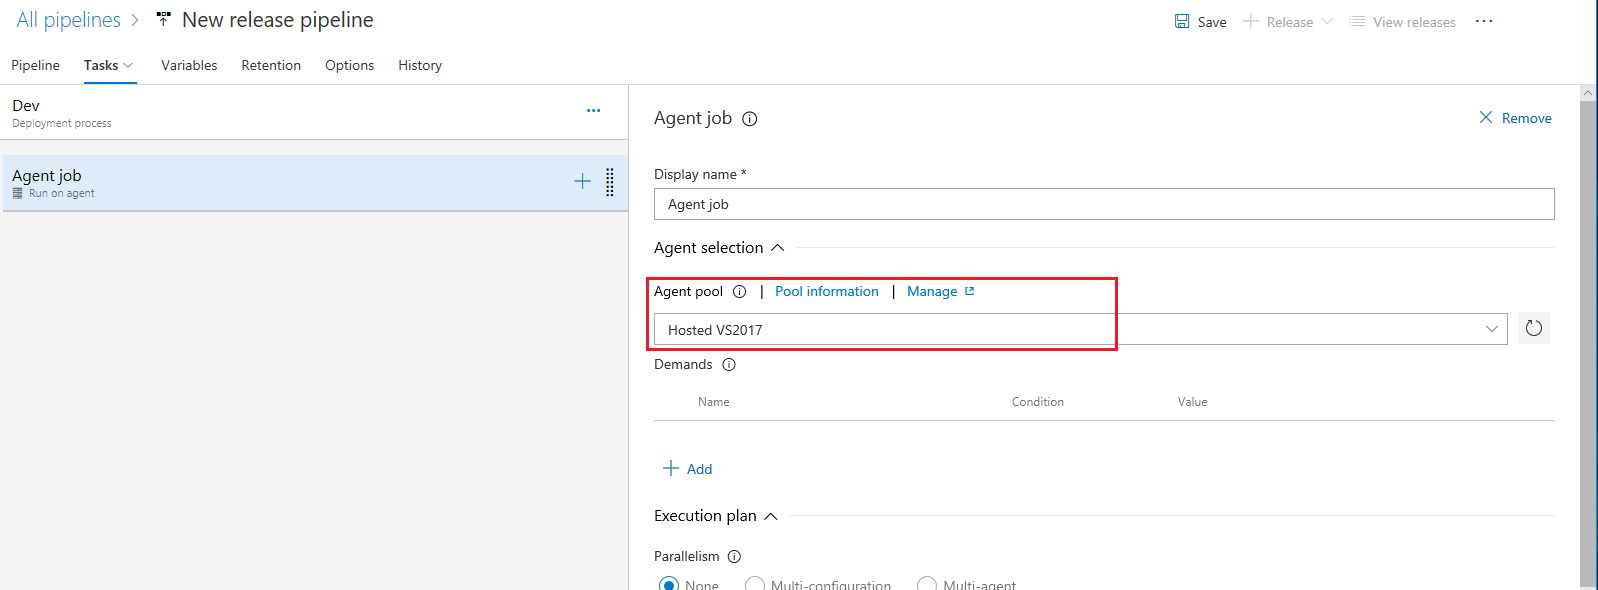 All pipelines > New release pipeline
Save Release View releases ...
Pipeline Tasks Variables Retention Options History
Dev
Deployment process
Agent job
Run on agent
Agent job
Remove
Display name *
Agent job
Agent selection
Agent pool | Pool information | Manage
Hosted VS2017
Demands
Name Condition Value
+ Add
Execution plan
Parallelism
None Multi-configuration Multi-agent